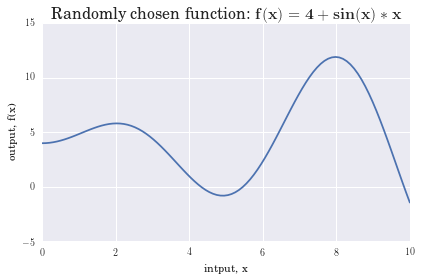 Randomly chosen function: f(x) = 4 + sin(x) * x
15
10
5
0
−5
output, f(x)
0 2 4 6 8 10
intput, x